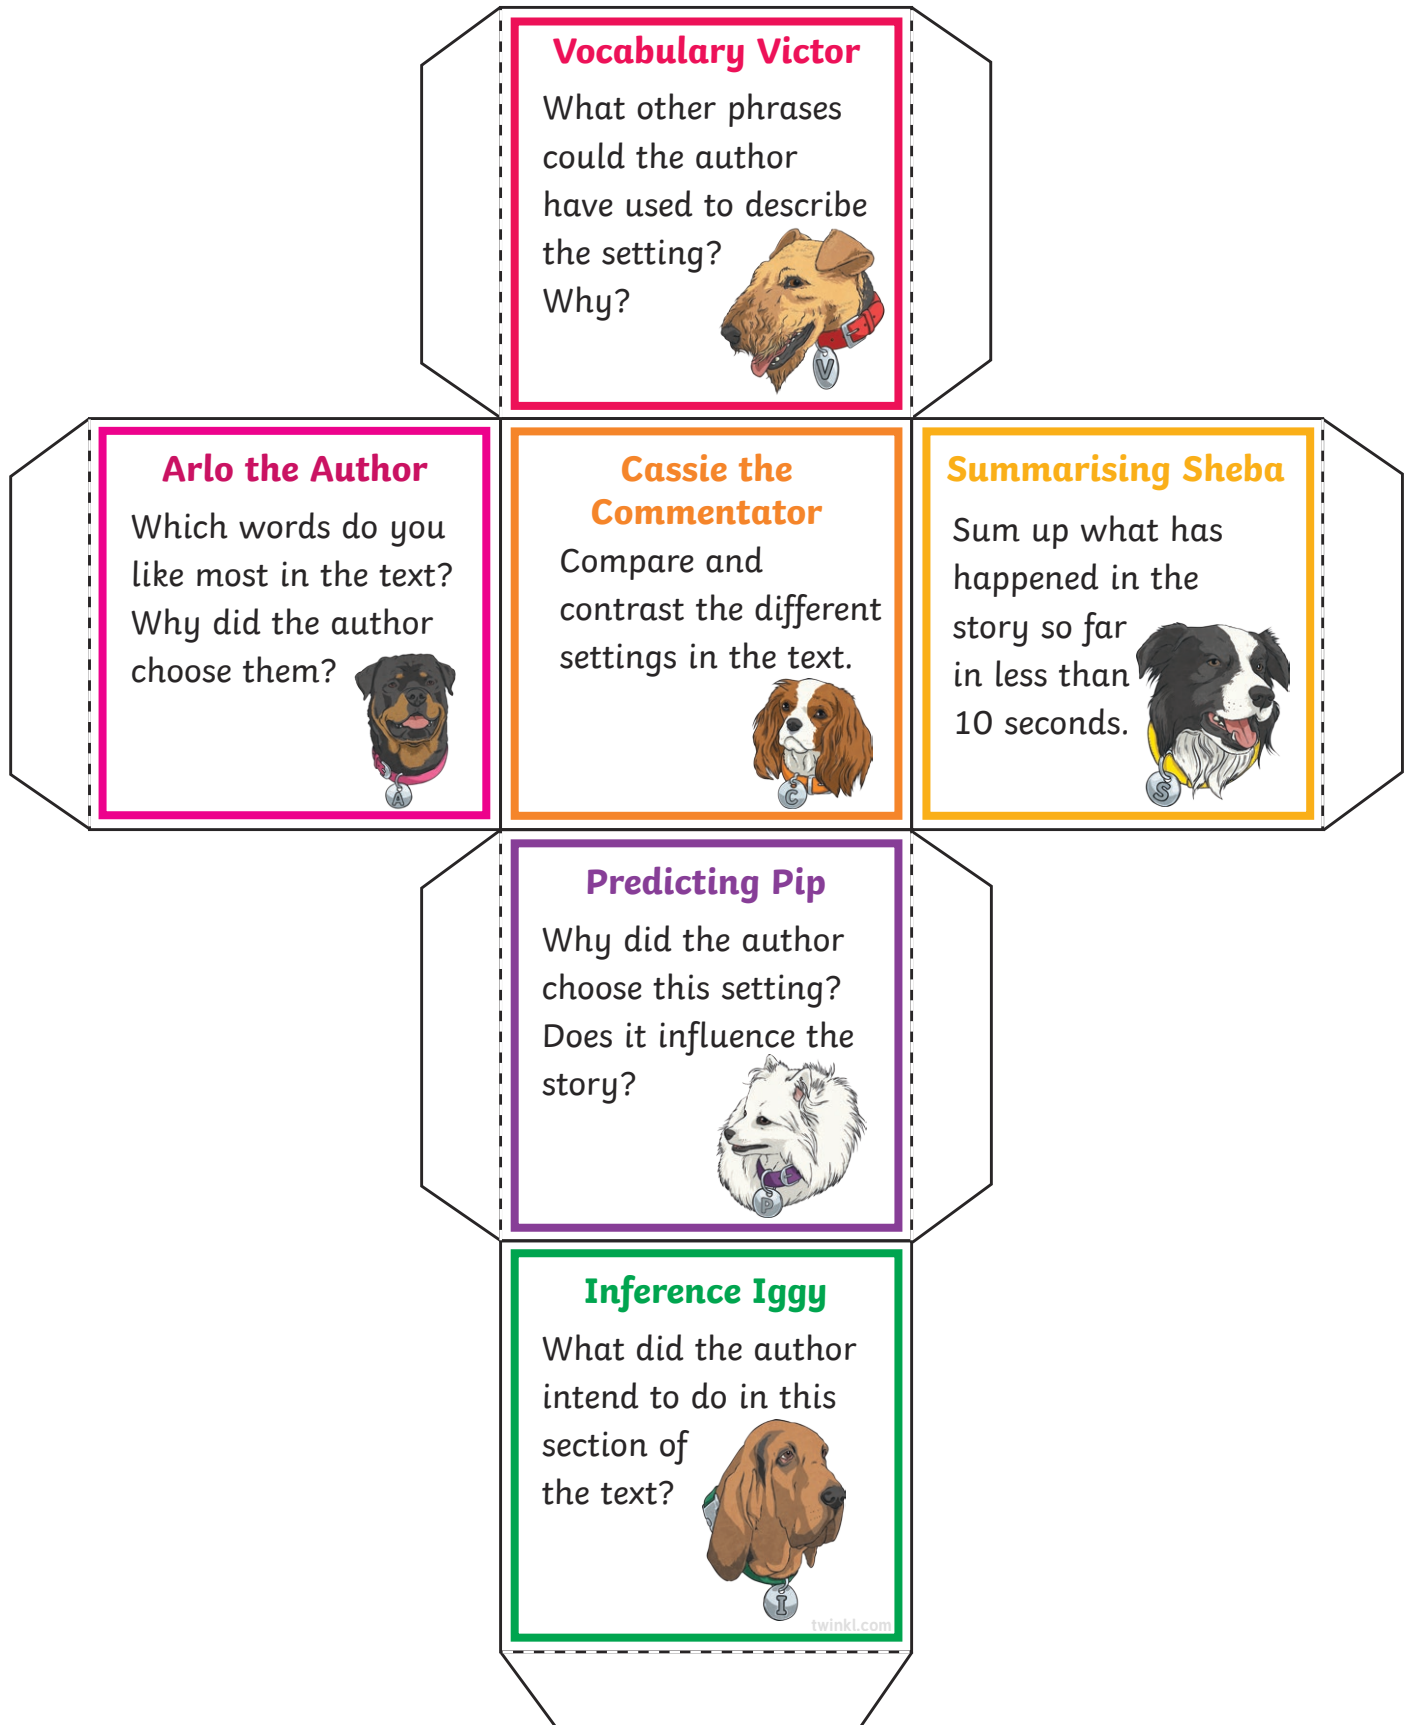 Vocabulary Victor
What other phrases
could the author
have used to describe
the setting?
Why?
V
Arlo the Author
Which words do you
like most in the text?
Why did the author
choose them?
A
Cassie the
Commentator
Compare and
contrast the different
settings in the text.
C
Summarising Sheba
Sum up what has
happened in the
story so far
in less than
10 seconds.
S
Predicting Pip
Why did the author
choose this setting?
Does it influence the
story?
P
Inference Iggy
What did the author
intend to do in this
section of
the text?
I
twinkl.com